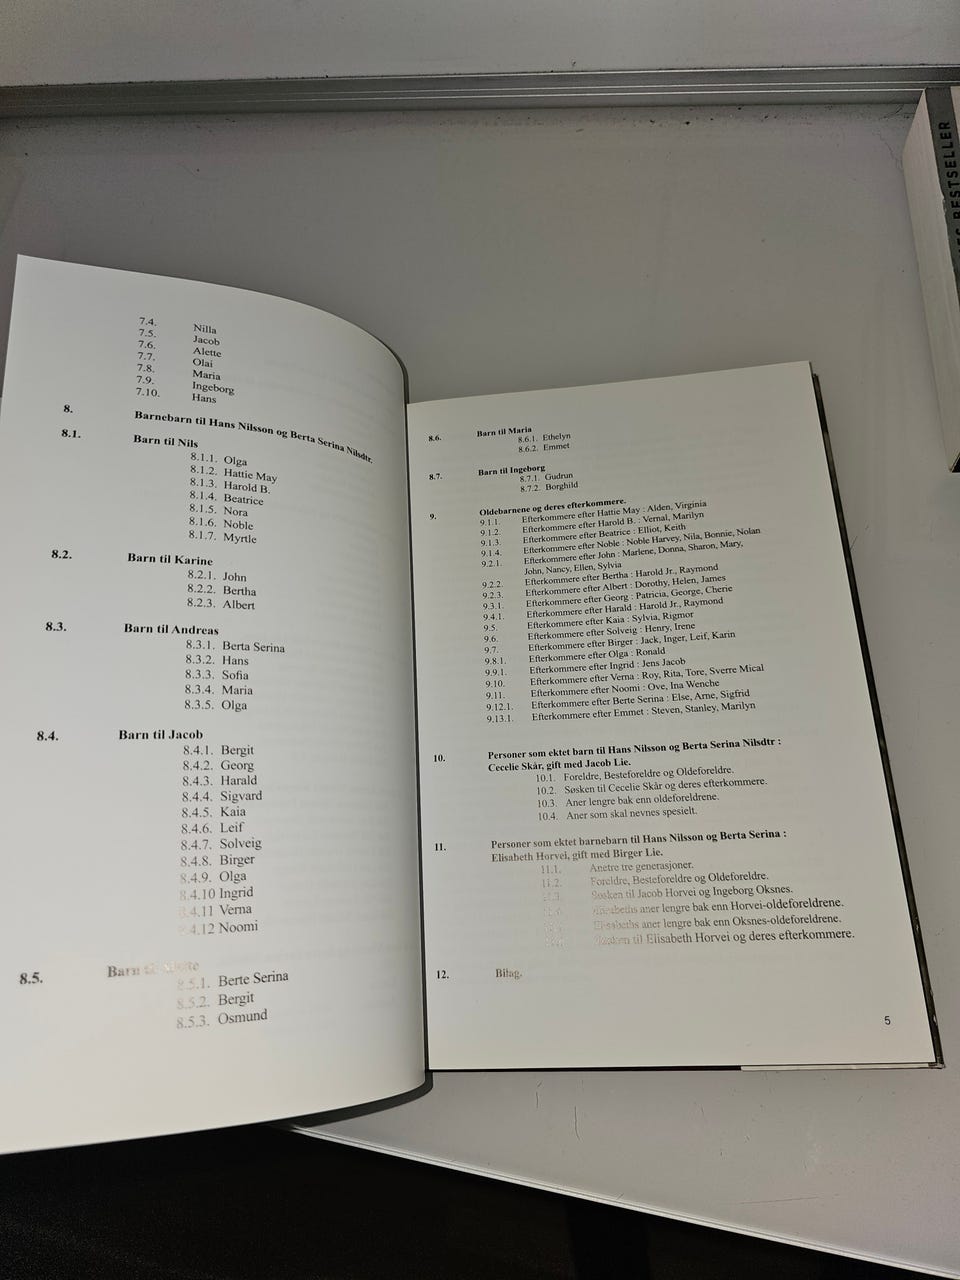 7.4. Nilla
7.5. Jacob
7.6. Alette
7.7. Olai
7.8. Maria
7.9. Ingeborg
7.10. Hans
8. Barnebarn til Hans Nilsson og Berta Serina Nilsdtr.
8.1. Barn til Nils
8.1.1. Olga
8.1.2. Hattie May
8.1.3. Harold B.
8.1.4. Beatrice
8.1.5. Nora
8.1.6. Noble
8.1.7. Myrtle
8.2. Barn til Karine
8.2.1. John
8.2.2. Bertha
8.2.3. Albert
8.3. Barn til Andreas
8.3.1. Berta Serina
8.3.2. Hans
8.3.3. Sofia
8.3.4. Maria
8.3.5. Olga
8.4. Barn til Jacob
8.4.1. Bergit
8.4.2. Georg
8.4.3. Harald
8.4.4. Sigvard
8.4.5. Kaia
8.4.6. Leif
8.4.7. Solveig
8.4.8. Birger
8.4.9. Olga
8.4.10 Ingrid
8.4.11 Verna
8.4.12 Noomi
8.5. Barn til Alette
8.5.1. Berte Serina
8.5.2. Bergit
8.5.3. Osmund
8.6. Barn til Maria
8.6.1. Ethelyn
8.6.2. Emmet
8.7. Barn til Ingeborg
8.7.1. Gudrun
8.7.2. Borghild
9. Oldebarnene og deres efterkommere.
9.1.1. Efterkommere efter Hattie May : Alden, Virginia
9.1.2. Efterkommere efter Harold B. : Vernal, Marilyn
9.1.3. Efterkommere efter Beatrice : Elliot, Keith
9.1.4. Efterkommere efter Noble : Noble Harvey, Nila, Bonnie, Nolan
9.2.1. Efterkommere efter John : Marlene, Donna, Sharon, Mary,
John, Nancy, Ellen, Sylvia
9.2.2. Efterkommere efter Bertha : Harold Jr., Raymond
9.2.3. Efterkommere efter Albert : Dorothy, Helen, James
9.3.1. Efterkommere efter Georg : Patricia, George, Cherie
9.4.1. Efterkommere efter Harald : Harold Jr., Raymond
9.5. Efterkommere efter Kaia : Sylvia, Rigmor
9.6. Efterkommere efter Solveig : Henry, Irene
9.7. Efterkommere efter Birger : Jack, Inger, Leif, Karin
9.8.1. Efterkommere efter Olga : Ronald
9.9.1. Efterkommere efter Ingrid : Jens Jacob
9.10. Efterkommere efter Verna : Roy, Rita, Tore, Sverre Mical
9.11. Efterkommere efter Noomi : Ove, Ina Wenche
9.12.1. Efterkommere efter Berte Serina : Else, Arne, Sigfrid
9.13.1. Efterkommere efter Emmet : Steven, Stanley, Marilyn
10. Personer som ektet barn til Hans Nilsson og Berta Serina Nilsdtr :
Cecelie Skår, gift med Jacob Lie.
10.1. Foreldre, Besteforeldre og Oldeforeldre.
10.2. Søsken til Cecelie Skår og deres efterkommere.
10.3. Aner lengre bak enn oldeforeldrene.
10.4. Aner som skal nevnes spesielt.
11. Personer som ektet barnebarn til Hans Nilsson og Berta Serina :
Elisabeth Horvei, gift med Birger Lie.
11.1. Anetre tre generasjoner.
11.2. Foreldre, Besteforeldre og Oldeforeldre.
11.3. Søsken til Jacob Horvei og Ingeborg Oksnes.
Elisabeths aner lengre bak enn Horvei-oldeforeldrene.
Elisabeths aner lengre bak enn Oksnes-oldeforeldrene.
Søsken til Elisabeth Horvei og deres efterkommere.
12. Bilag.
5
BESTSELLER